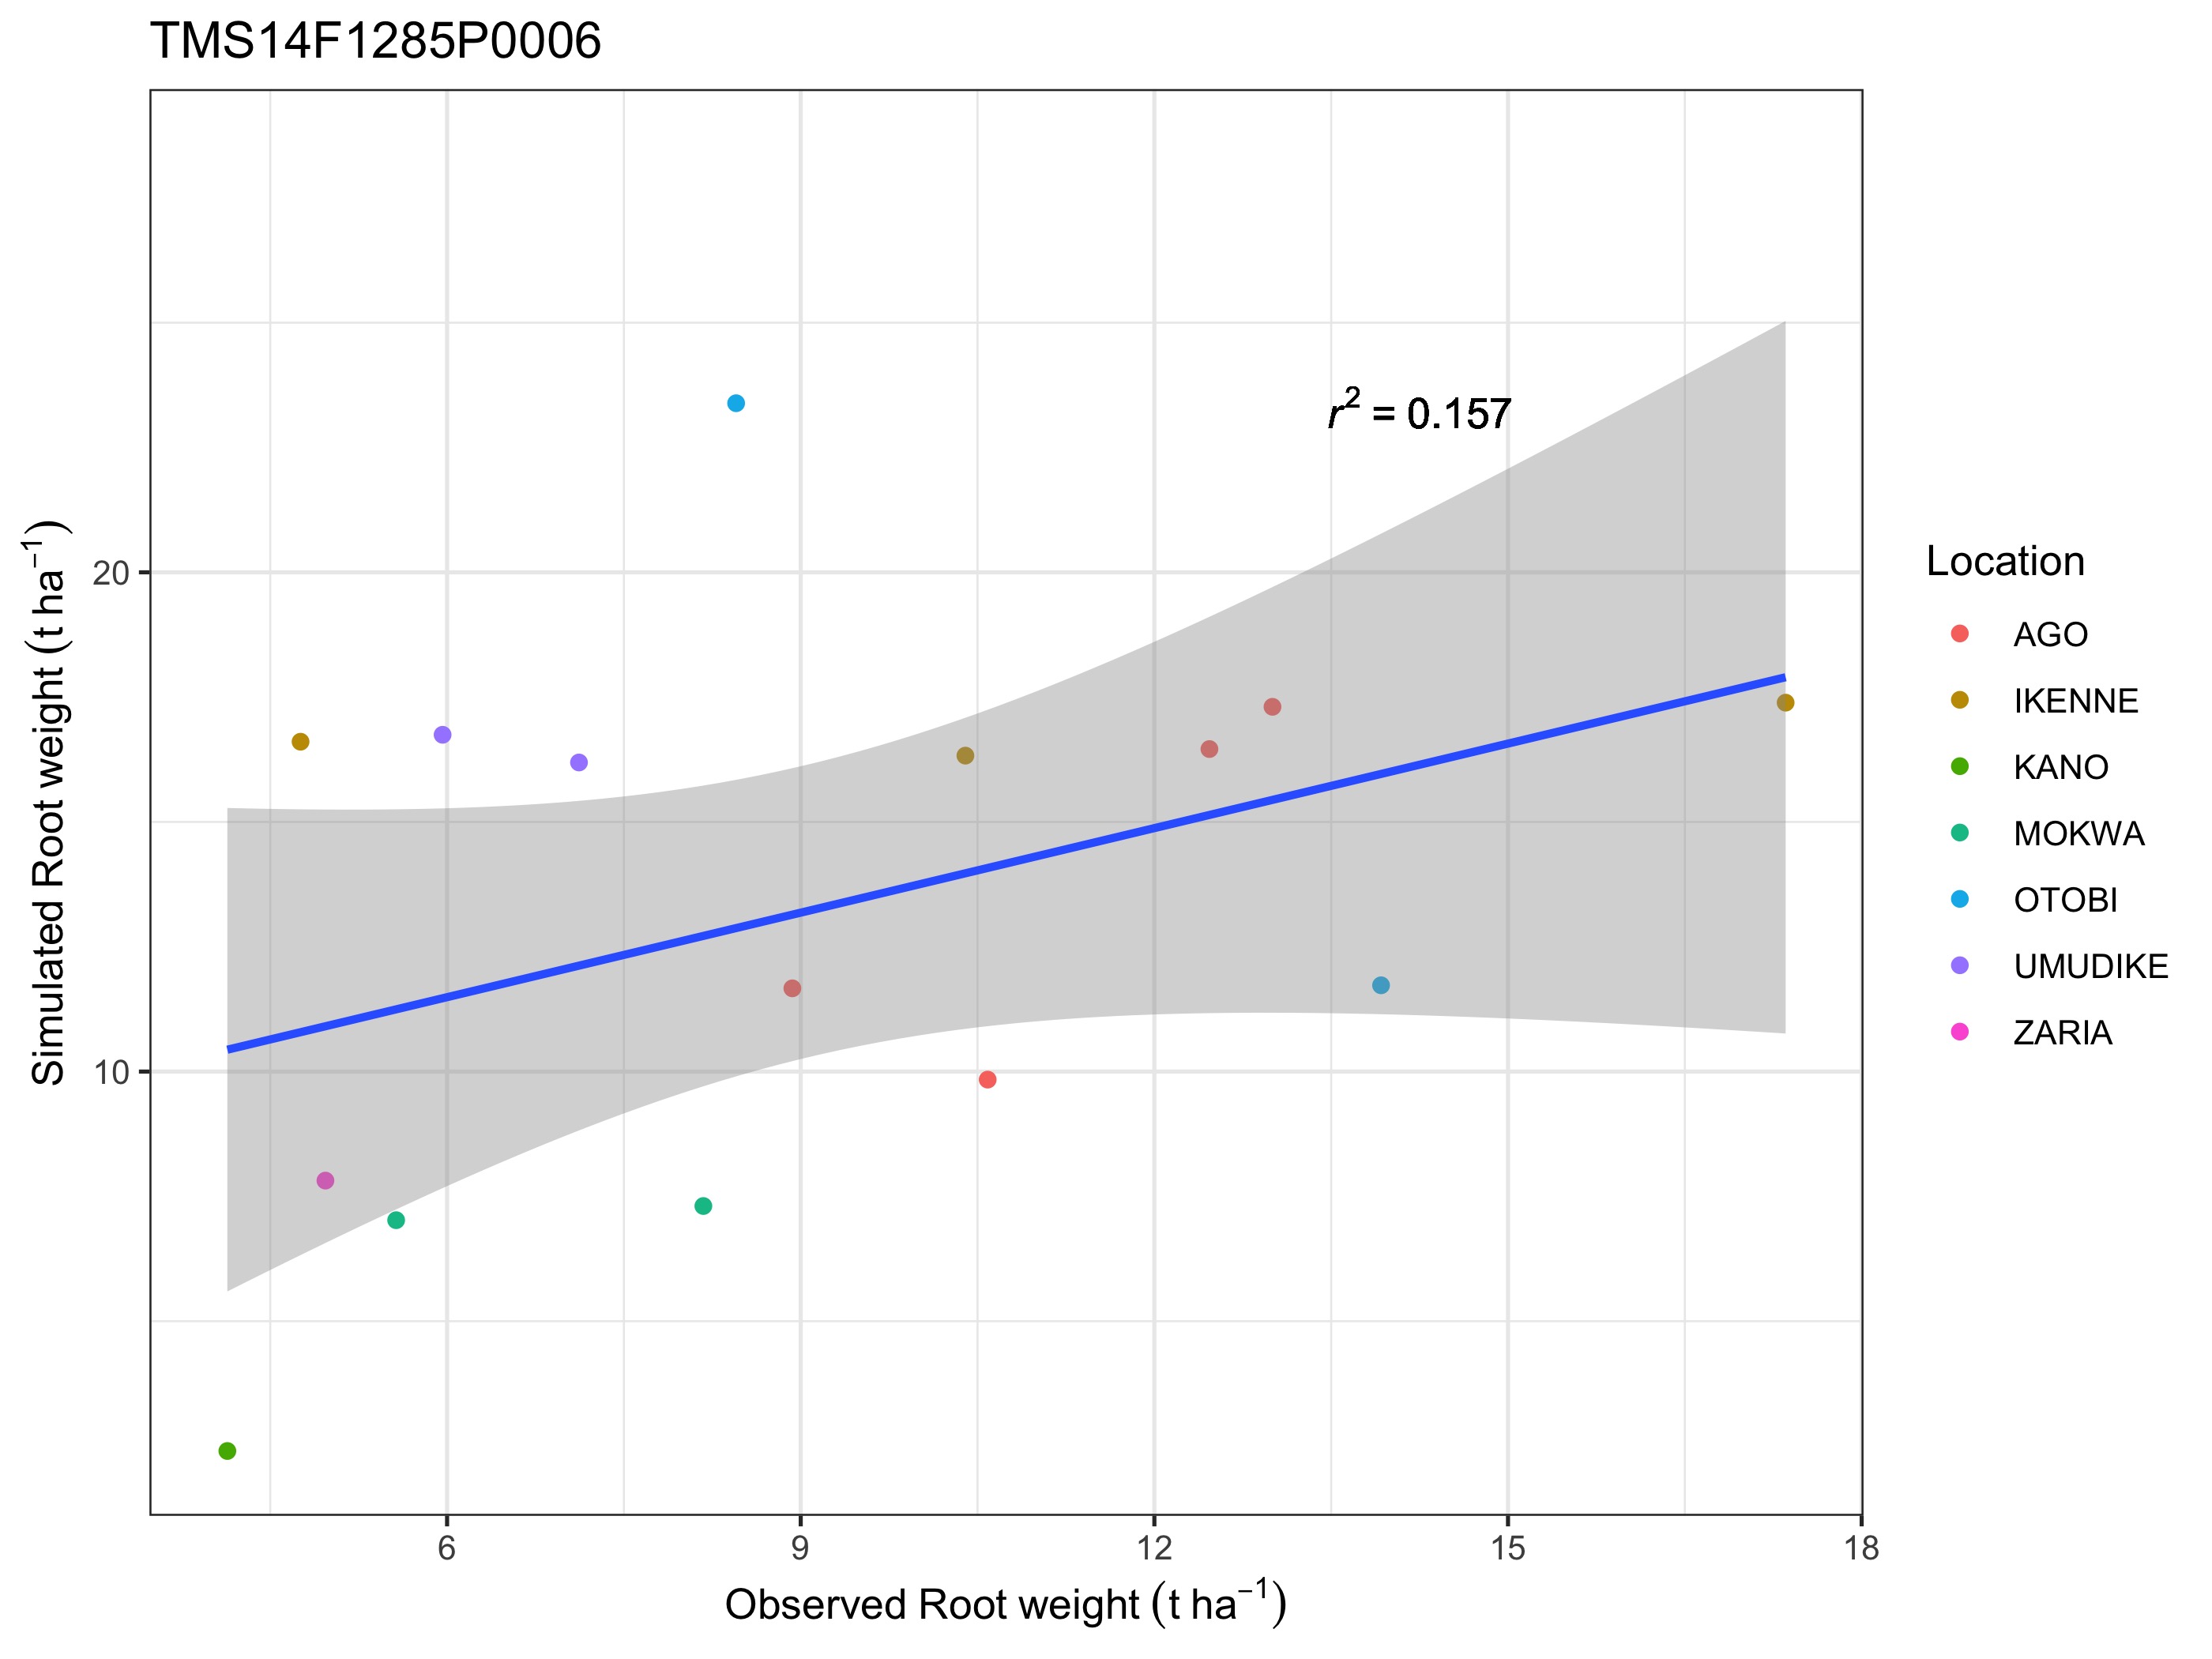 TMS14F1285P0006
r² = 0.157
20
10
Simulated Root weight (t ha⁻¹)
6 9 12 15 18
Observed Root weight (t ha⁻¹)
Location
AGO
IKENNE
KANO
MOKWA
OTOBI
UMUDIKE
ZARIA